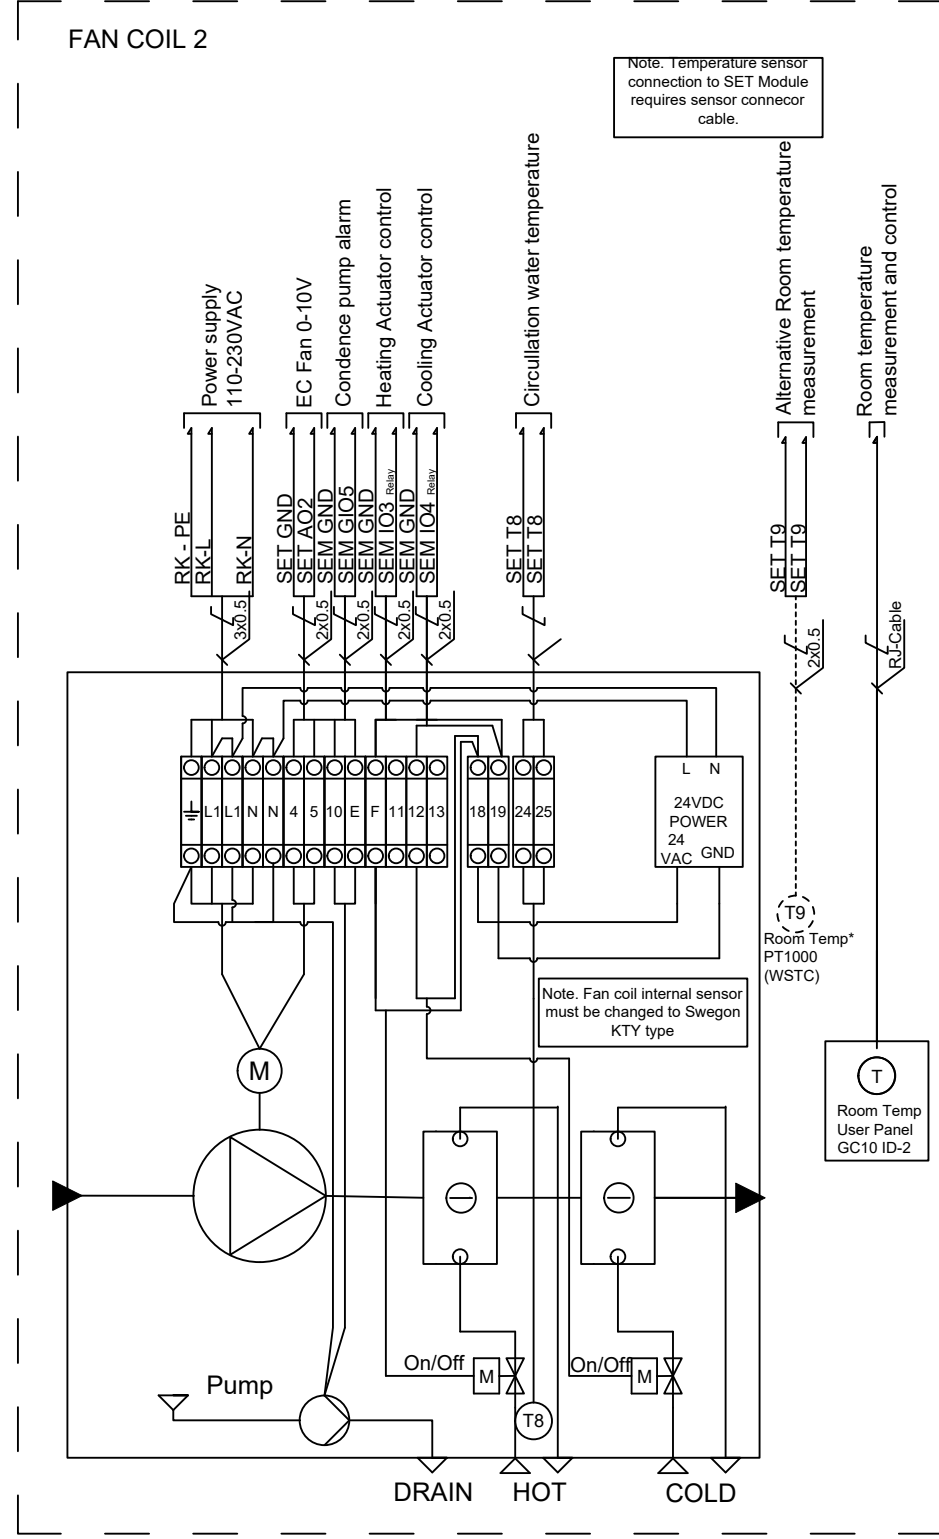 FAN COIL 2
Note. Temperature sensor
connection to SET Module
requires sensor connecor
cable.
Power supply
110-230VAC
EC Fan 0-10V
Condence pump alarm
Heating Actuator control
Cooling Actuator control
Circullation water temperature
Alternative Room temperature
measurement
Room temperature
measurement and control
RK - PE
RK-L
RK-N
SET GND
SET AO2
SEM GND
SEM GIO5
SEM GND
SEM IO3 Relay
SEM GND
SEM IO4 Relay
SET T8
SET T8
SET T9
SET T9
3x0.5
2x0.5
2x0.5
2x0.5
2x0.5
2x0.5
RJ-Cable
L1 L1 N N 4 5 10 E F 11 12 13 18 19 24 25
L N
24VDC
POWER
24
VAC GND
T9
Room Temp*
PT1000
(WSTC)
Note. Fan coil internal sensor
must be changed to Swegon
KTY type
M
T
Room Temp
User Panel
GC10 ID-2
On/Off M
On/Off M
Pump
T8
DRAIN HOT COLD